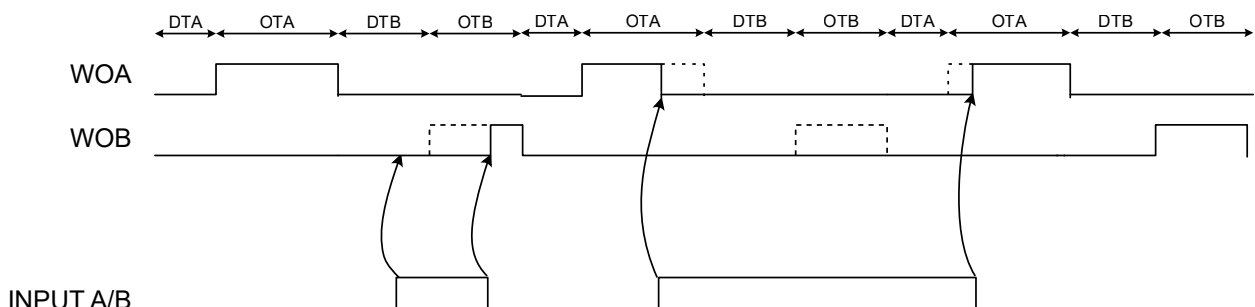 DTA OTA DTB OTB DTA OTA DTB OTB DTA OTA DTB OTB
WOA
WOB
INPUT A/B